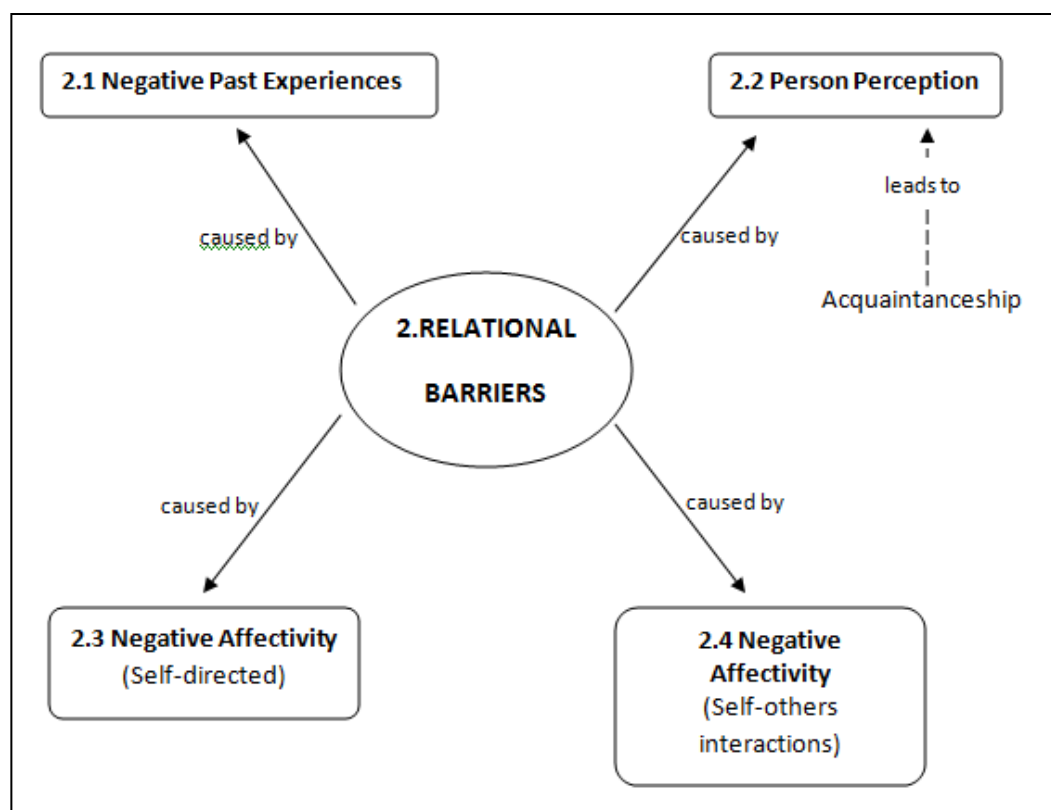 2.1 Negative Past Experiences
2.2 Person Perception
leads to
caused by
caused by
Acquaintanceship
2.RELATIONAL
BARRIERS
caused by
caused by
2.3 Negative Affectivity
(Self-directed)
2.4 Negative
Affectivity
(Self-others
interactions)